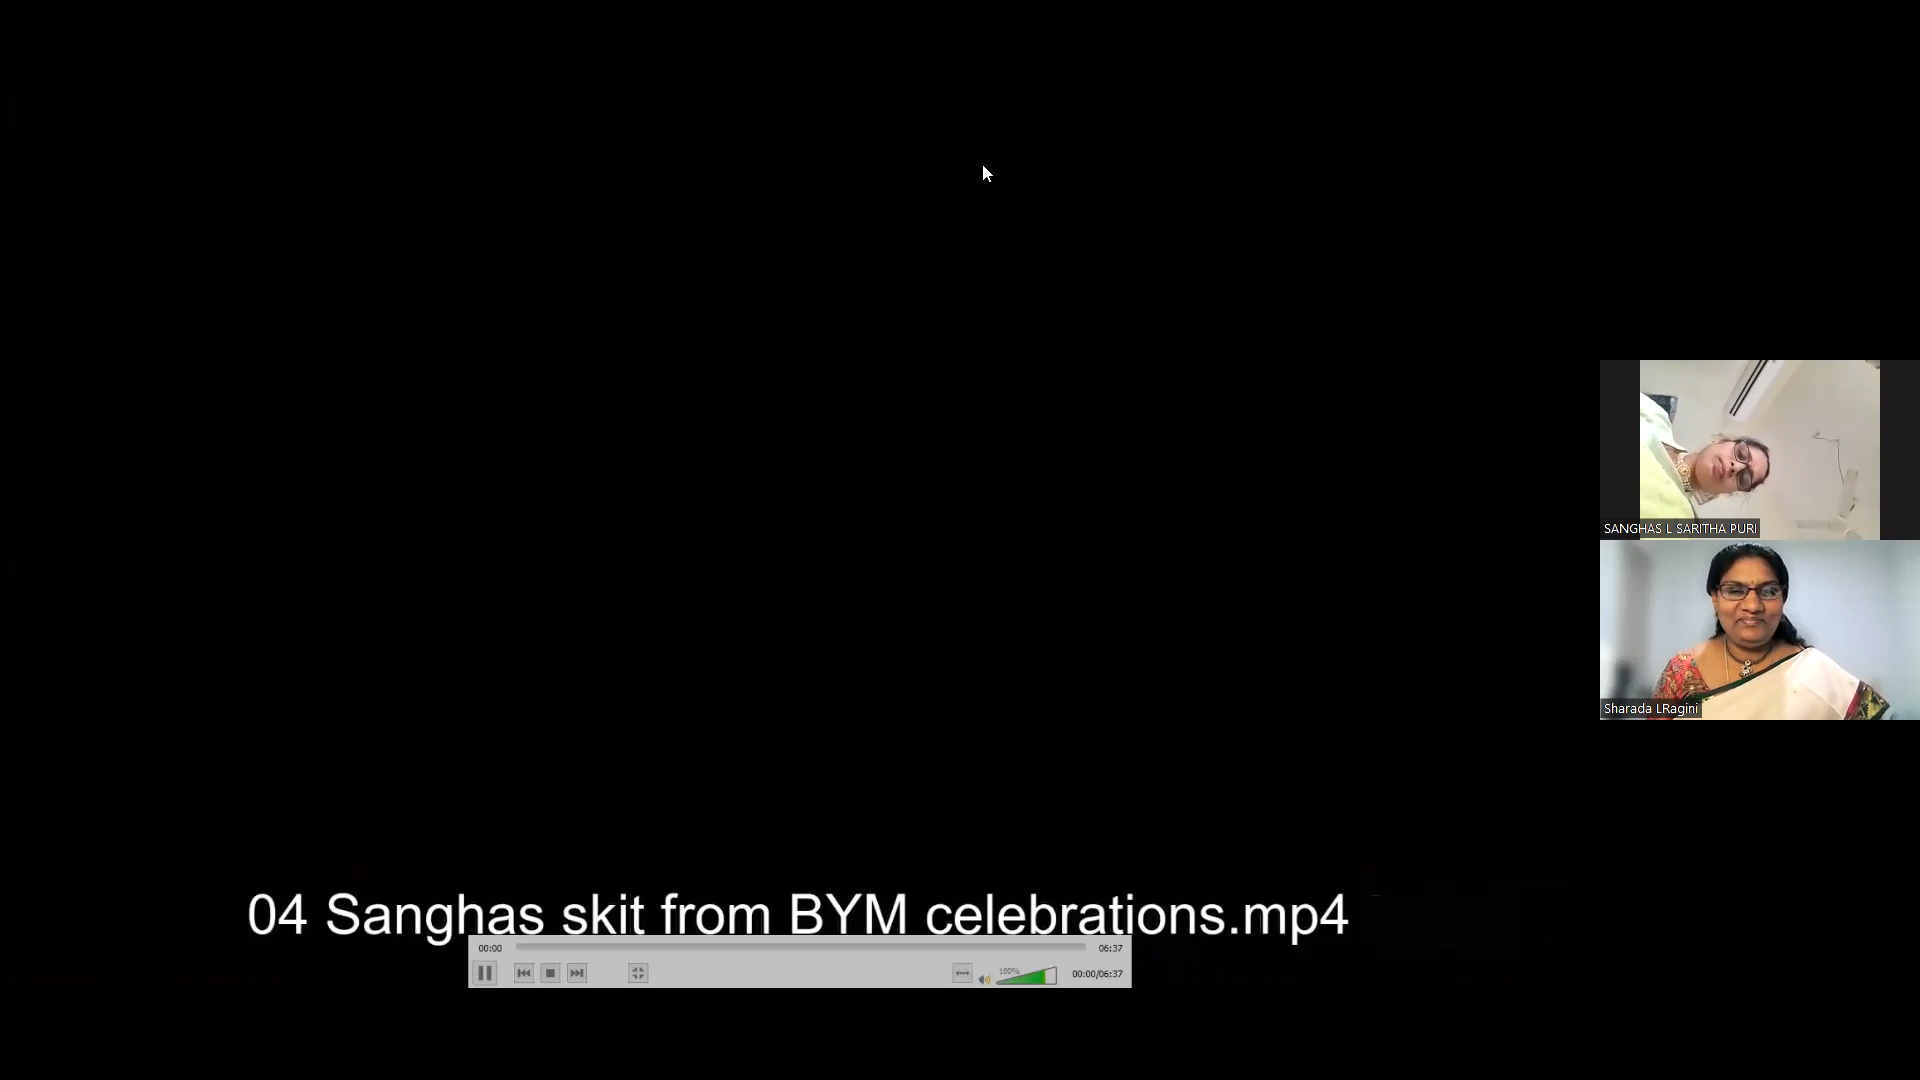 SANGHAS L SARITHA PURI
Sharada LRagini
04 Sanghas skit from BYM celebrations.mp4
00:00
06:37
100%
00:00/06:37